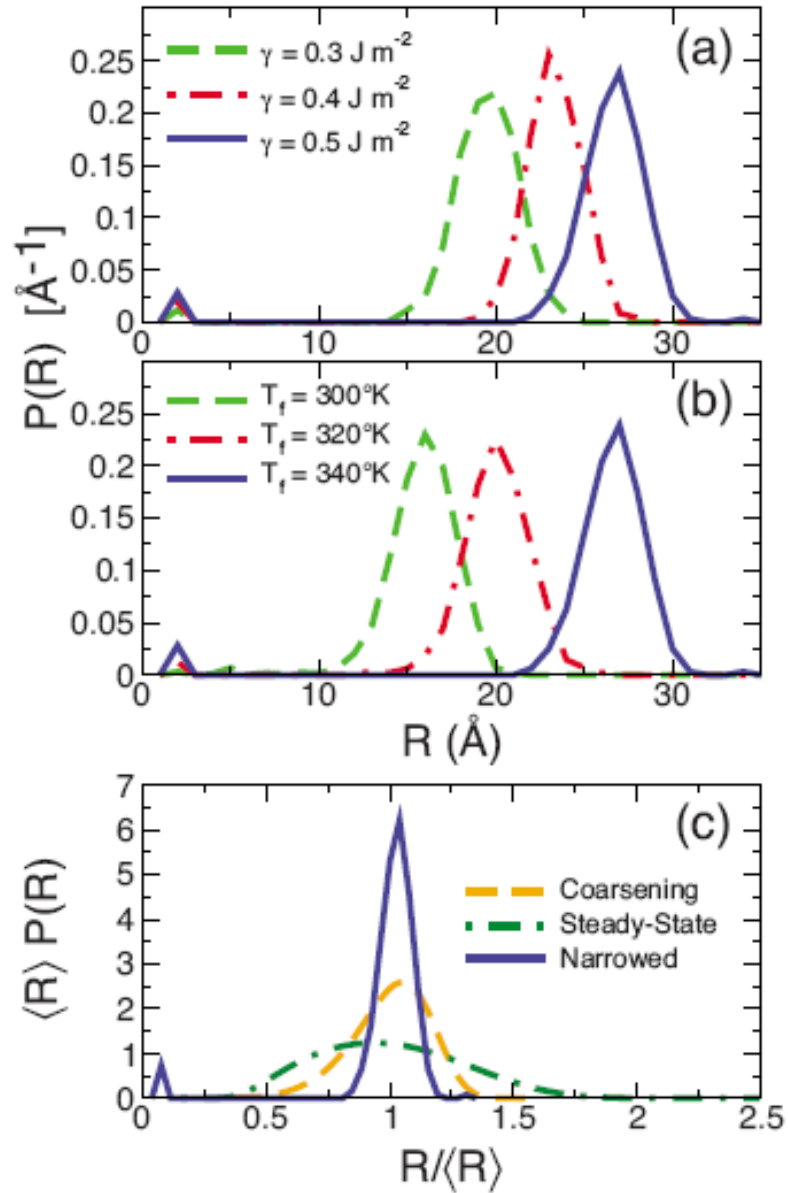 (a)
γ = 0.3 J m⁻²
γ = 0.4 J m⁻²
γ = 0.5 J m⁻²
0.25
0.2
0.15
0.1
0.05
0
0 10 20 30
P(R) [Å⁻¹]
(b)
T_f = 300°K
T_f = 320°K
T_f = 340°K
0.25
0.2
0.15
0.1
0.05
0
0 10 20 30
R (Å)
(c)
Coarsening
Steady-State
Narrowed
7
6
5
4
3
2
1
0
⟨R⟩ P(R)
0 0.5 1 1.5 2 2.5
R/⟨R⟩